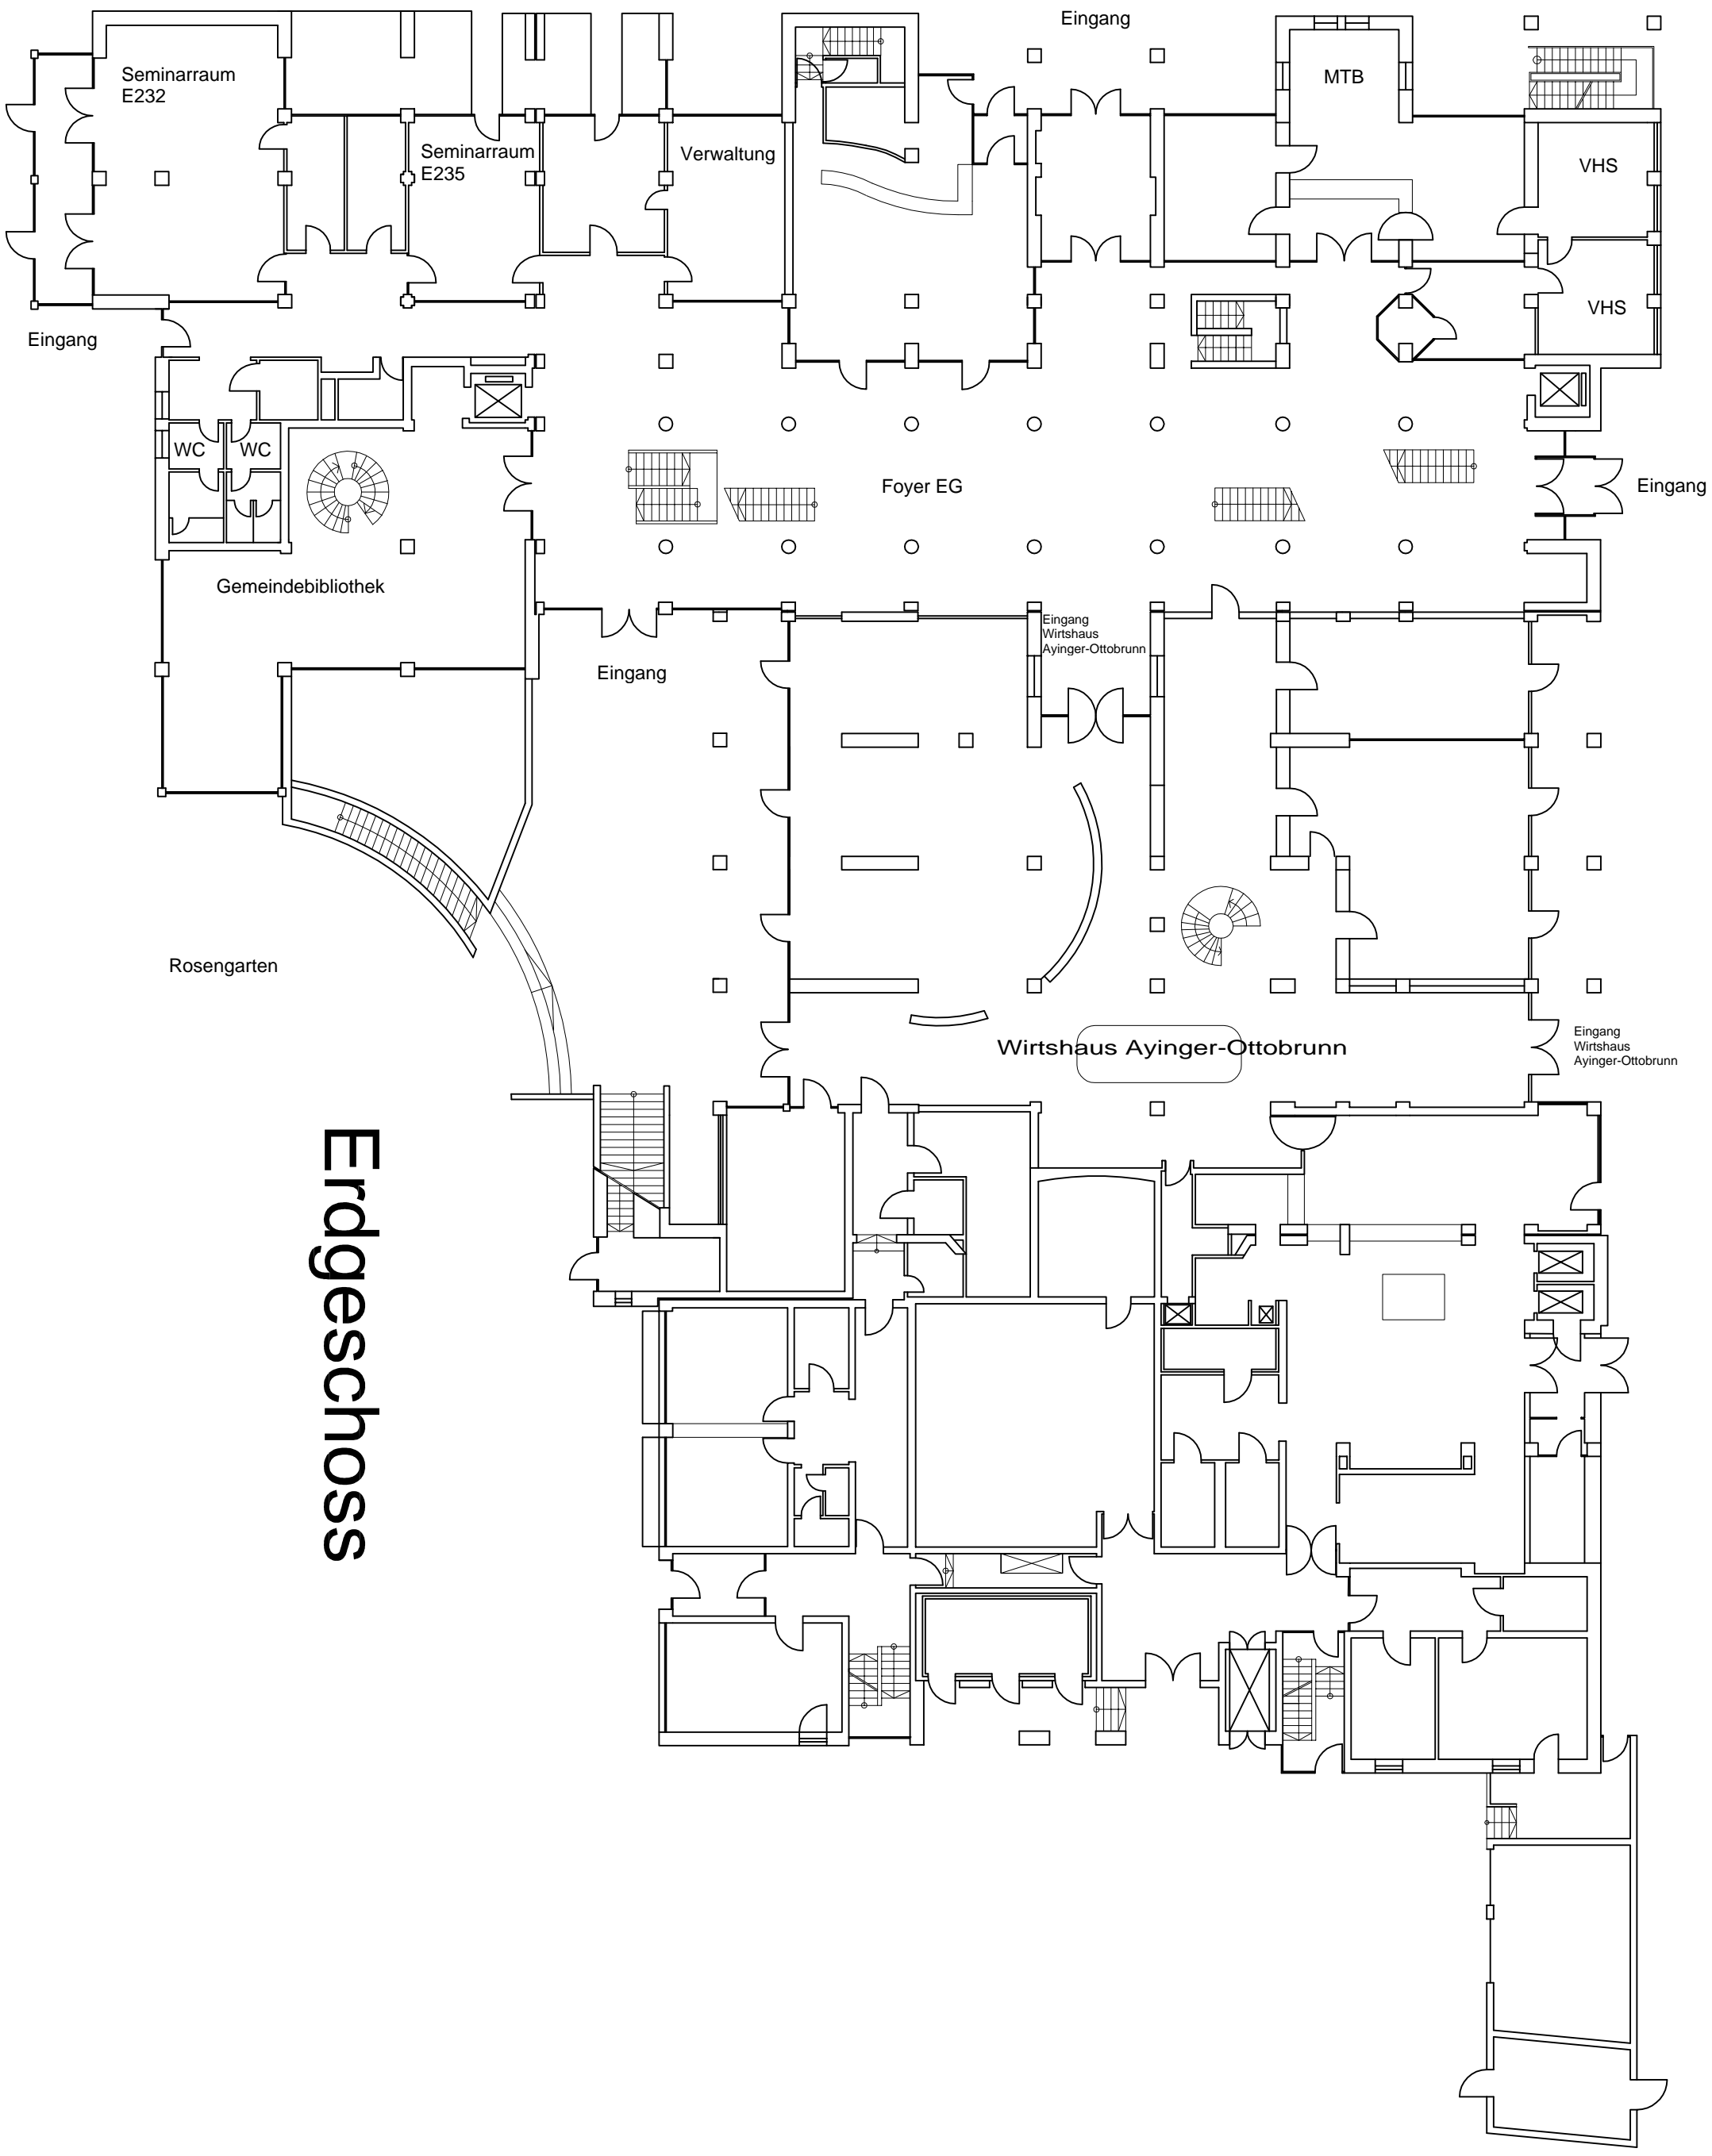 Eingang
Seminarraum
E232
MTB
Seminarraum
E235
Verwaltung
VHS
VHS
Eingang
WC
WC
Foyer EG
Eingang
Gemeindebibliothek
Eingang
Wirtshaus
Ayinger-Ottobrunn
Eingang
Rosengarten
Wirtshaus Ayinger-Ottobrunn
Eingang
Wirtshaus
Ayinger-Ottobrunn
Erdgeschoss